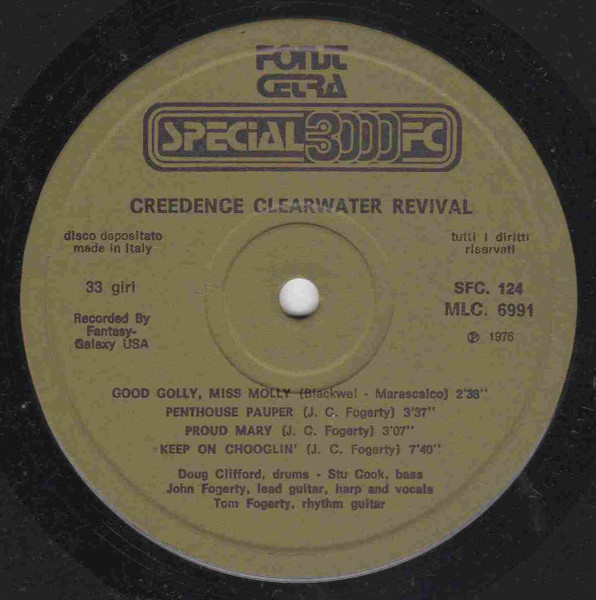 FONIT
CETRA
SPECIAL 3000 FC
CREEDENCE CLEARWATER REVIVAL
disco depositato
made in Italy
tutti i diritti
riservati
33 giri
SFC. 124
MLC. 6991
Recorded By
Fantasy-
Galaxy USA
℗ 1976
GOOD GOLLY, MISS MOLLY (Blackwel - Marascalco) 2'38"
PENTHOUSE PAUPER (J. C. Fogerty) 3'37"
PROUD MARY (J. C. Fogerty) 3'07"
KEEP ON CHOOGLIN' (J. C. Fogerty) 7'40"
Doug Clifford, drums - Stu Cook, bass
John Fogerty, lead guitar, harp and vocals
Tom Fogerty, rhythm guitar